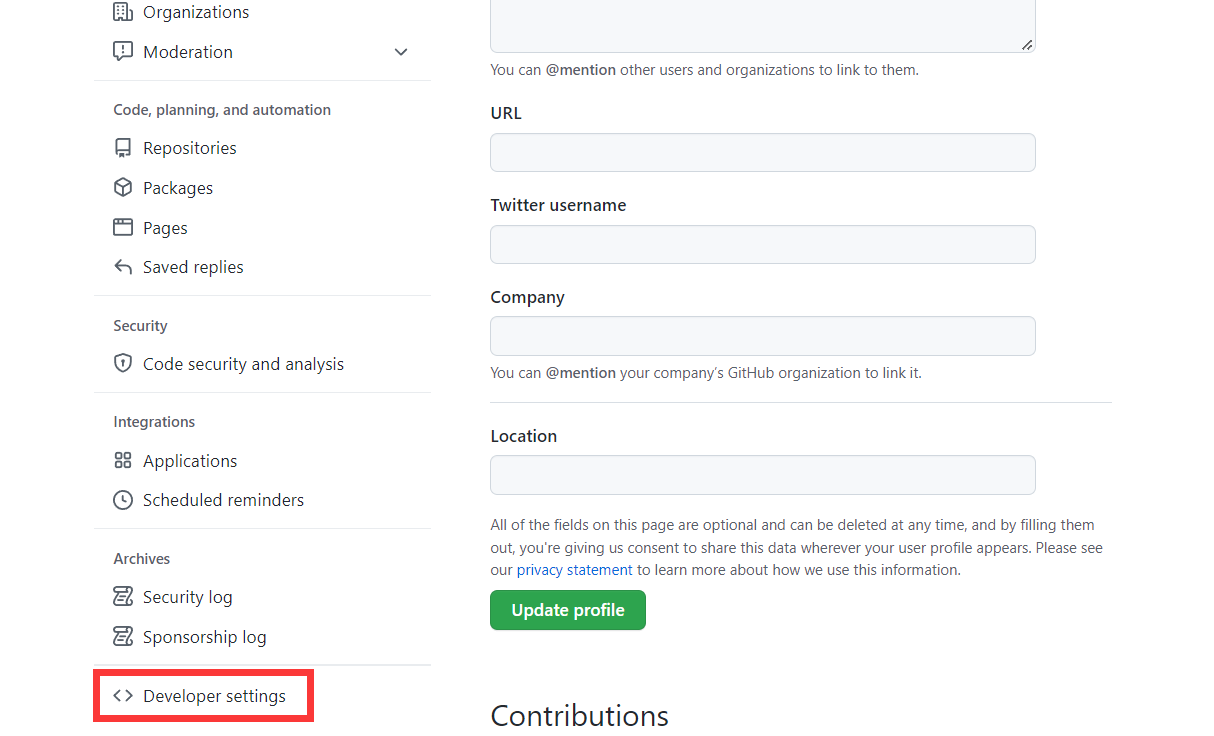 Organizations
Moderation
Code, planning, and automation
Repositories
Packages
Pages
Saved replies
Security
Code security and analysis
Integrations
Applications
Scheduled reminders
Archives
Security log
Sponsorship log
Developer settings
You can @mention other users and organizations to link to them.
URL
Twitter username
Company
You can @mention your company’s GitHub organization to link it.
Location
All of the fields on this page are optional and can be deleted at any time, and by filling them
out, you're giving us consent to share this data wherever your user profile appears. Please see
our privacy statement to learn more about how we use this information.
Update profile
Contributions